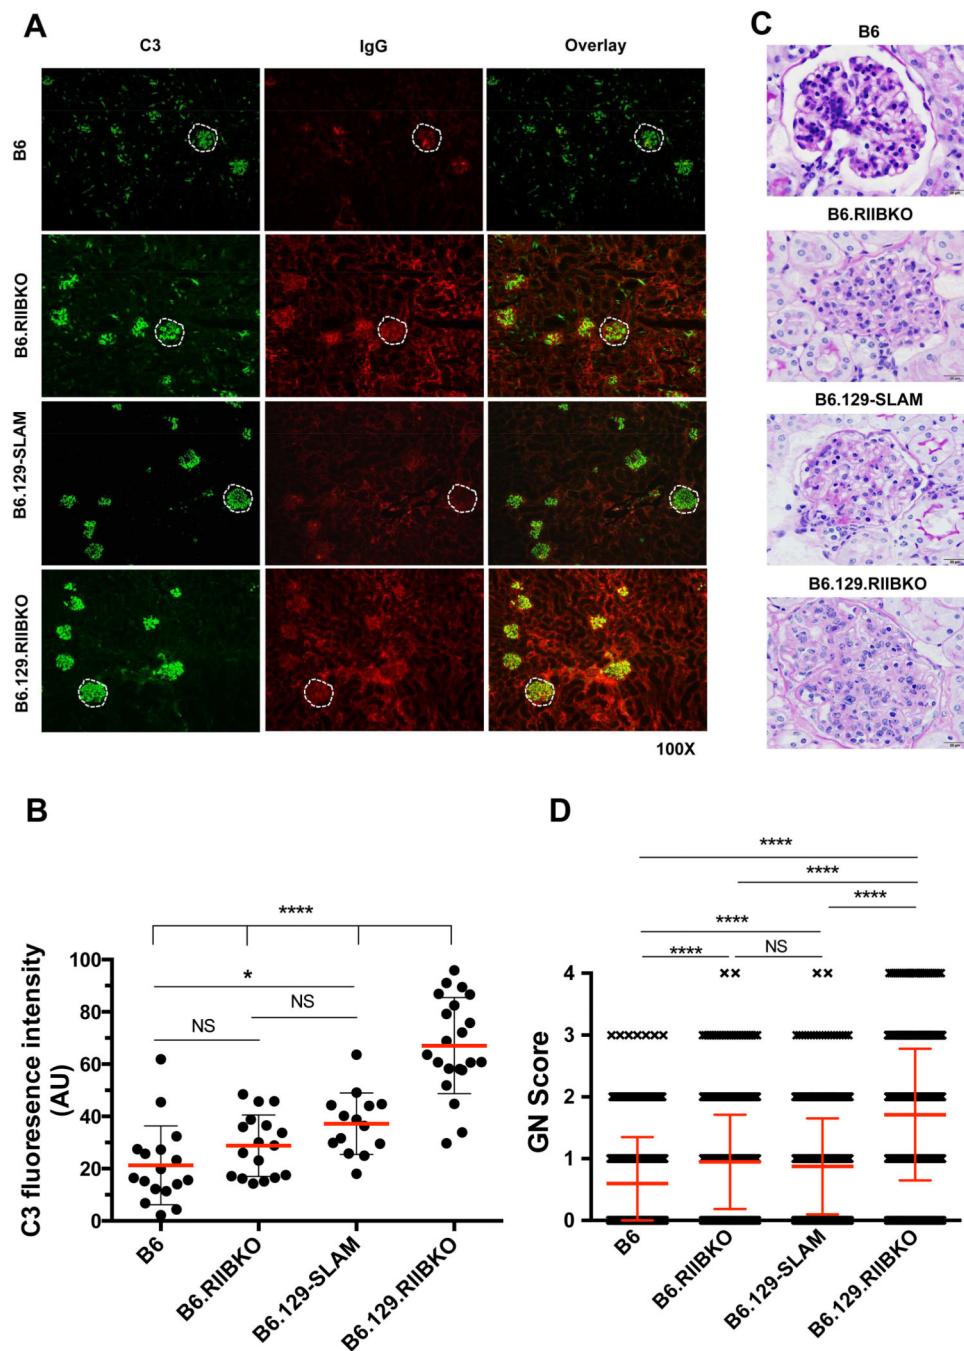 A
C3
IgG
Overlay
B6
B6.RIIBKO
B6.129-SLAM
B6.129.RIIBKO
100X
C
B6
B6.RIIBKO
B6.129-SLAM
B6.129.RIIBKO
B
****
*
NS
NS
C3 fluoresence intensity
(AU)
100
80
60
40
20
0
B6
B6.RIIBKO
B6.129-SLAM
B6.129.RIIBKO
D
****
****
****
****
****
NS
GN Score
4
3
2
1
0
B6
B6.RIIBKO
B6.129-SLAM
B6.129.RIIBKO